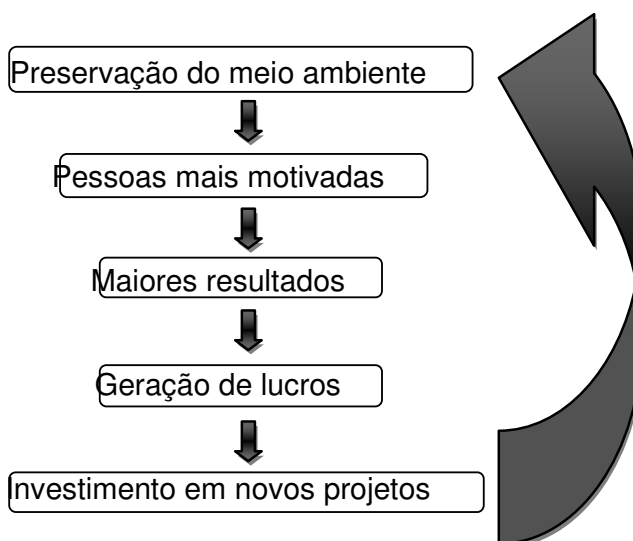 Preservação do meio ambiente
Pessoas mais motivadas
Maiores resultados
Geração de lucros
Investimento em novos projetos